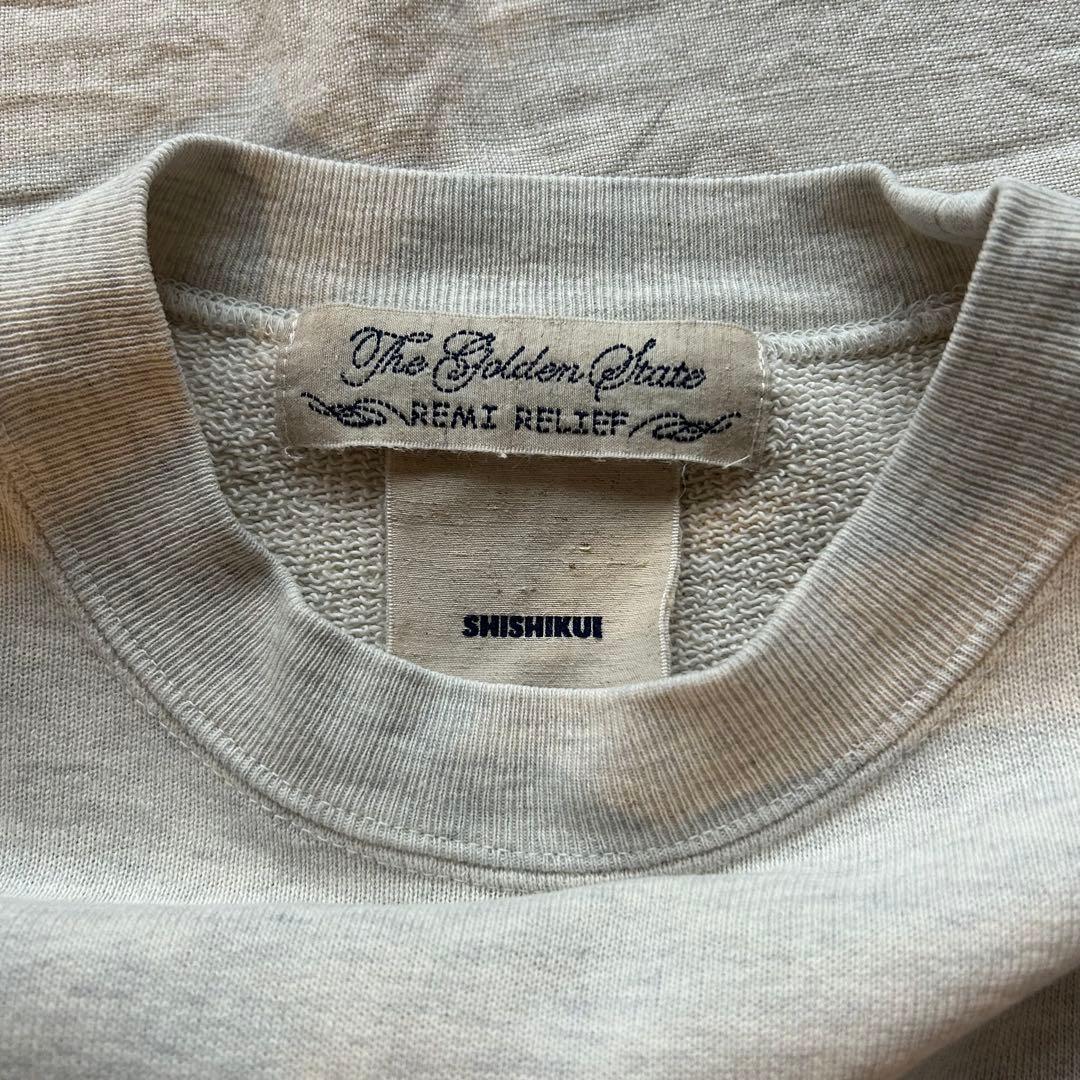 The Golden State
REMI RELIEF
SHISHIKUI